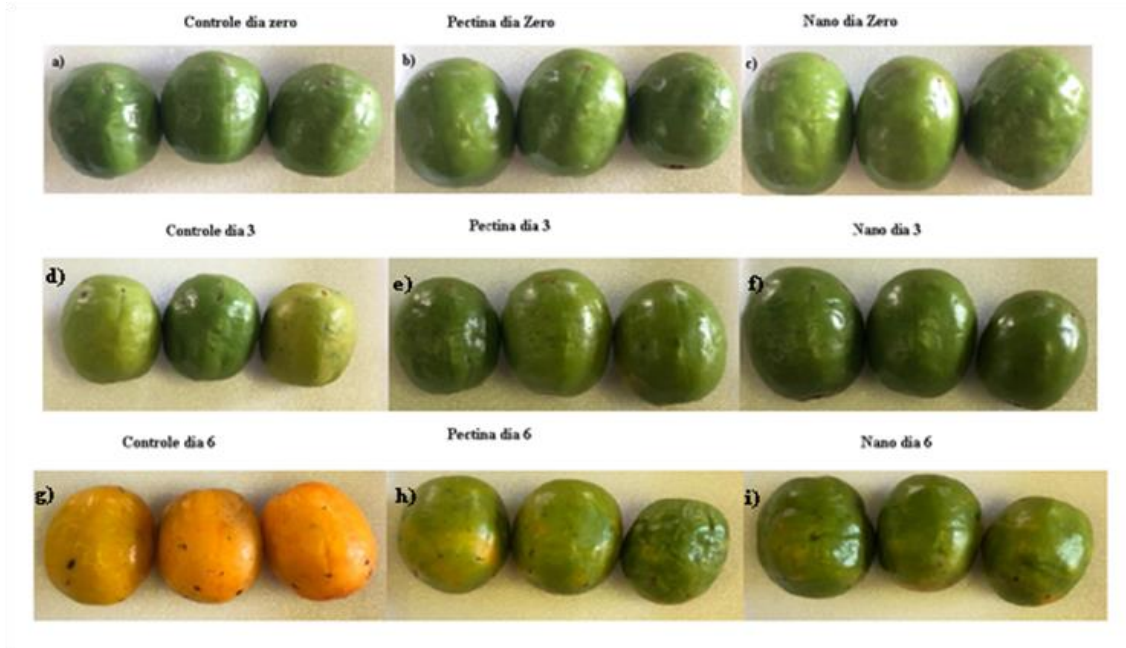 Controle dia zero
Pectina dia Zero
Nano dia Zero
a)
b)
c)
Controle dia 3
Pectina dia 3
Nano dia 3
d)
e)
f)
Controle dia 6
Pectina dia 6
Nano dia 6
g)
h)
i)